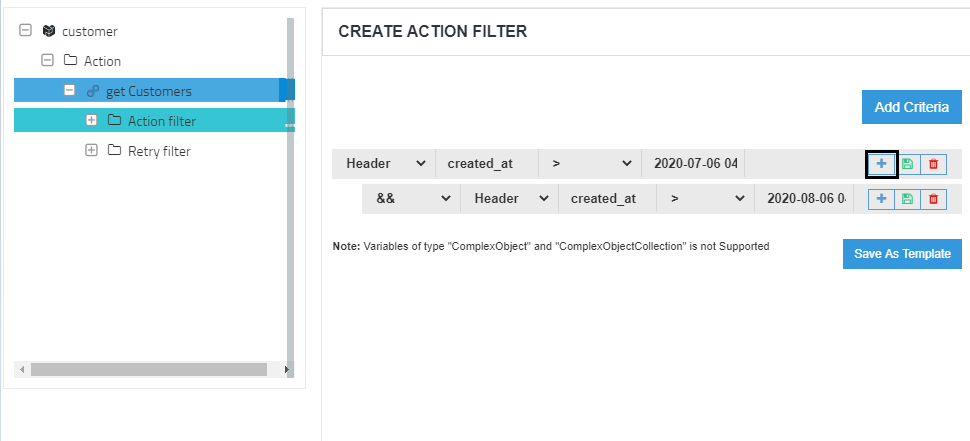 customer
Action
get Customers
Action filter
Retry filter
CREATE ACTION FILTER
Add Criteria
Header created_at > 2020-07-06 04
&& Header created_at > 2020-08-06 0
Note: Variables of type "ComplexObject" and "ComplexObjectCollection" is not Supported
Save As Template